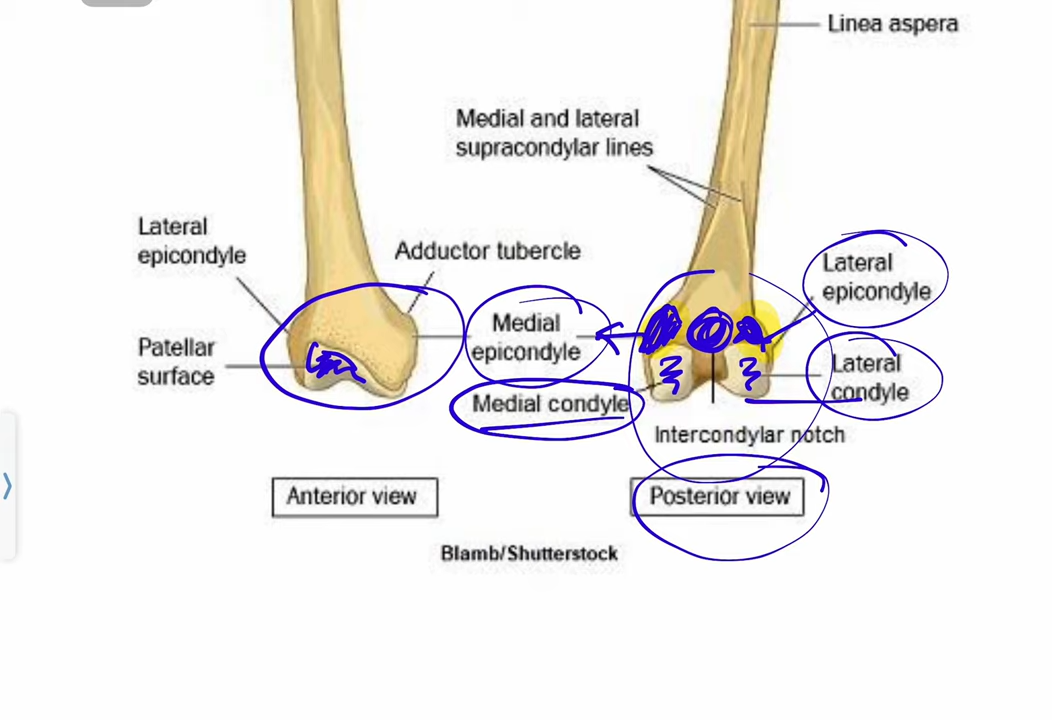 Linea aspera
Medial and lateral
supracondylar lines
Lateral
epicondyle
Adductor tubercle
Lateral
epicondyle
Medial
epicondyle
Patellar
surface
Lateral
condyle
Medial condyle
Intercondylar notch
Anterior view
Posterior view
Blamb/Shutterstock